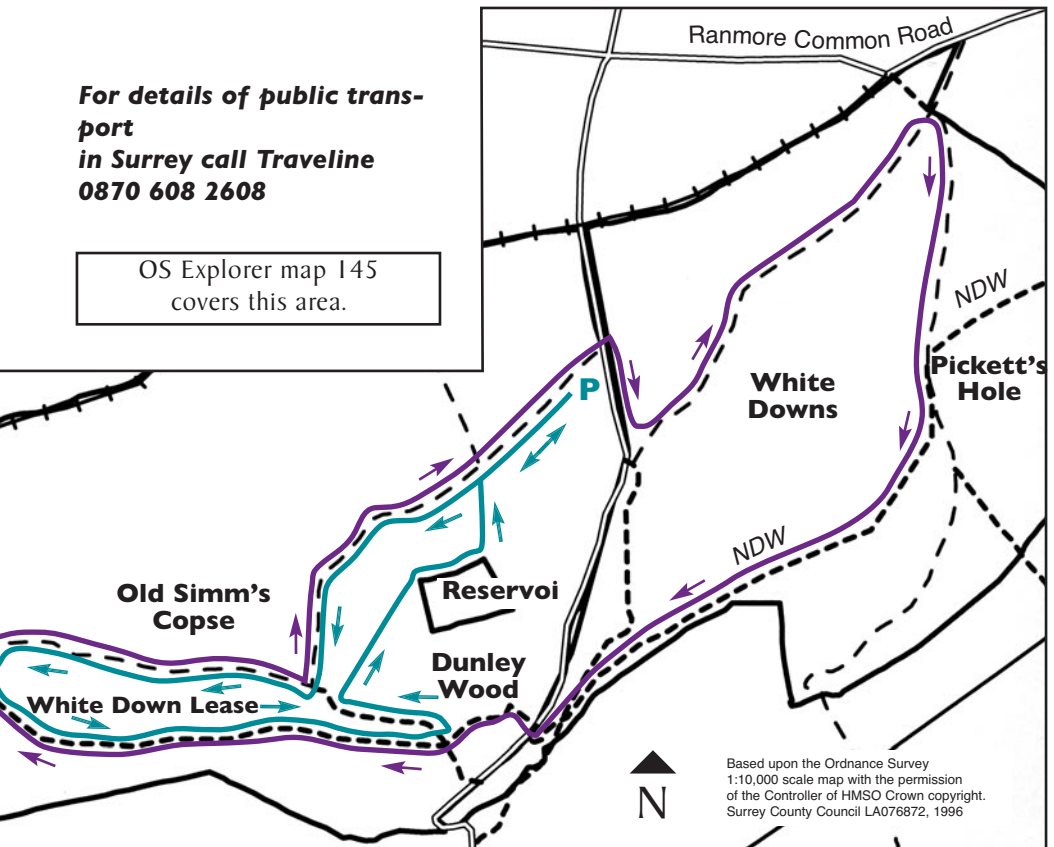 Ranmore Common Road
For details of public trans-
port
in Surrey call Traveline
0870 608 2608
OS Explorer map 145
covers this area.
NDW
Pickett's
Hole
White
Downs
P
NDW
Old Simm's
Copse
Reservoi
Dunley
Wood
White Down Lease
N
Based upon the Ordnance Survey
1:10,000 scale map with the permission
of the Controller of HMSO Crown copyright.
Surrey County Council LA076872, 1996